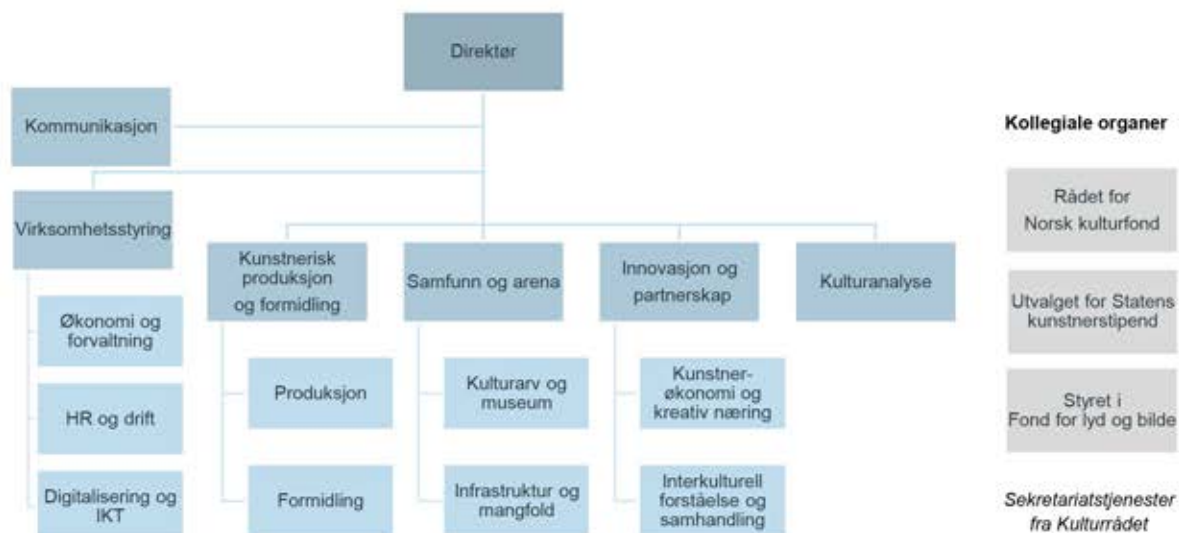 Direktør
Kommunikasjon
Virksomhetsstyring
Økonomi og
forvaltning
HR og drift
Digitalisering og
IKT
Kunstnerisk
produksjon
og formidling
Produksjon
Formidling
Samfunn og arena
Kulturarv og
museum
Infrastruktur og
mangfold
Innovasjon og
partnerskap
Kunstner-
økonomi og
kreativ næring
Interkulturell
forståelse og
samhandling
Kulturanalyse
Kollegiale organer
Rådet for
Norsk kulturfond
Utvalget for Statens
kunstnerstipend
Styret i
Fond for lyd og bilde
Sekretariatstjenester
fra Kulturrådet